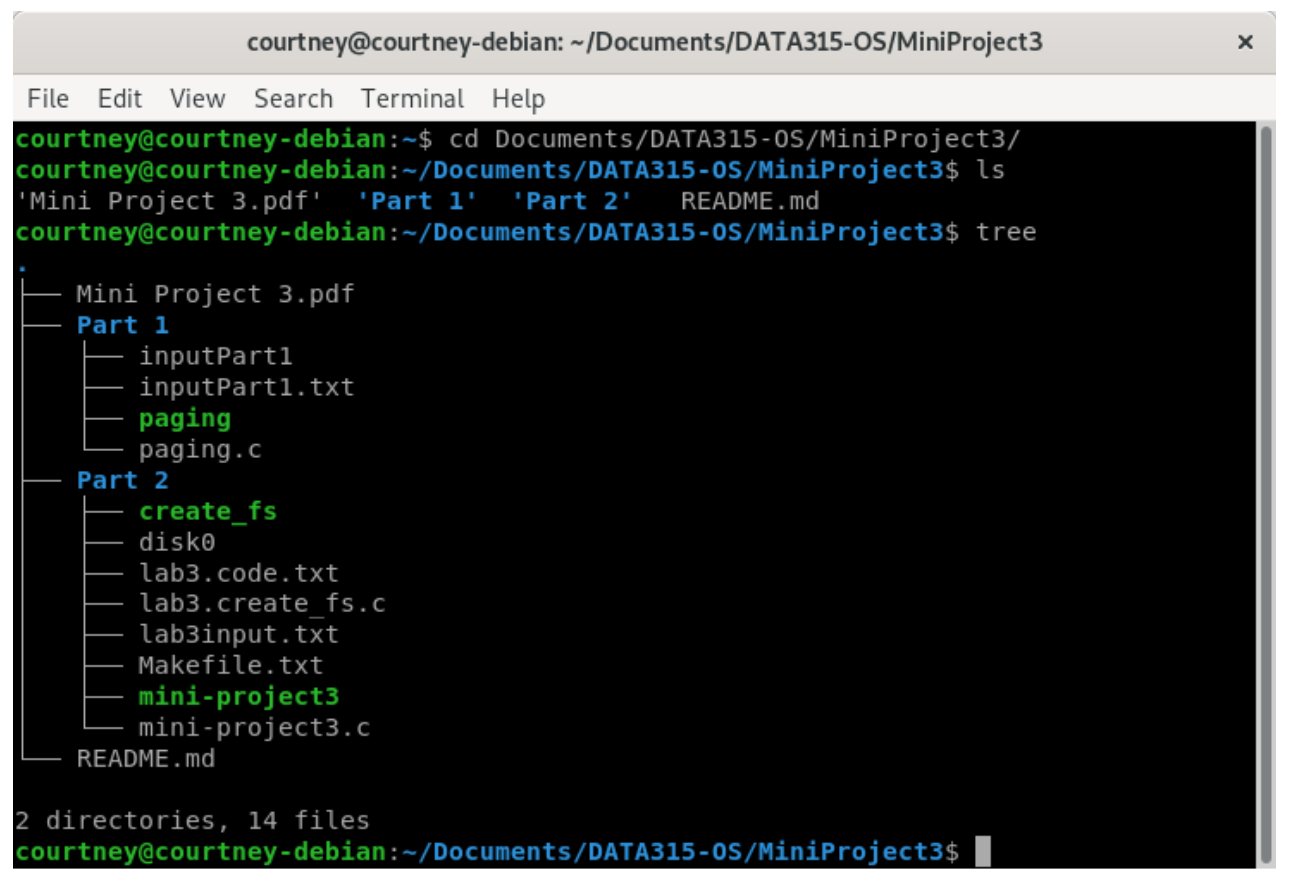 courtney@courtney-debian: ~/Documents/DATA315-OS/MiniProject3 ×
File Edit View Search Terminal Help
courtney@courtney-debian:~$ cd Documents/DATA315-OS/MiniProject3/
courtney@courtney-debian:~/Documents/DATA315-OS/MiniProject3$ ls
'Mini Project 3.pdf'  'Part 1'  'Part 2'   README.md
courtney@courtney-debian:~/Documents/DATA315-OS/MiniProject3$ tree
.
├── Mini Project 3.pdf
├── Part 1
│   ├── inputPart1
│   ├── inputPart1.txt
│   ├── paging
│   └── paging.c
├── Part 2
│   ├── create_fs
│   ├── disk0
│   ├── lab3.code.txt
│   ├── lab3.create_fs.c
│   ├── lab3input.txt
│   ├── Makefile.txt
│   ├── mini-project3
│   └── mini-project3.c
└── README.md
2 directories, 14 files
courtney@courtney-debian:~/Documents/DATA315-OS/MiniProject3$